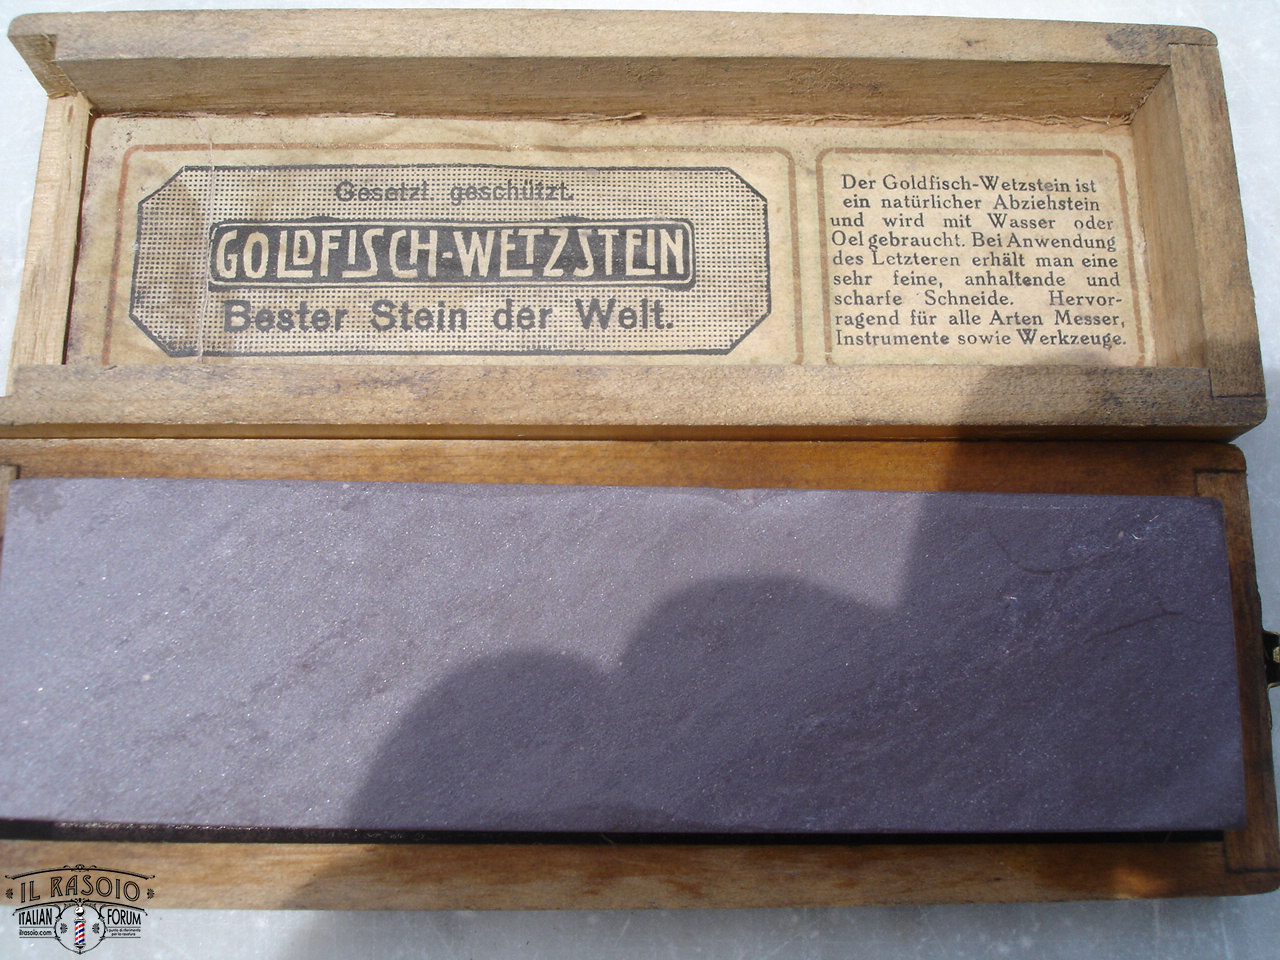 Gesetzl. geschützt.
GOLDFISCH-WETZSTEIN
Bester Stein der Welt.
Der Goldfisch-Wetzstein ist
ein natürlicher Abziehstein
und wird mit Wasser oder
Oel gebraucht. Bei Anwendung
des Letzteren erhält man eine
sehr feine, anhaltende und
scharfe Schneide. Hervor-
ragend für alle Arten Messer,
Instrumente sowie Werkzeuge.
IL RASOIO
ITALIAN FORUM
ilrasoio.com